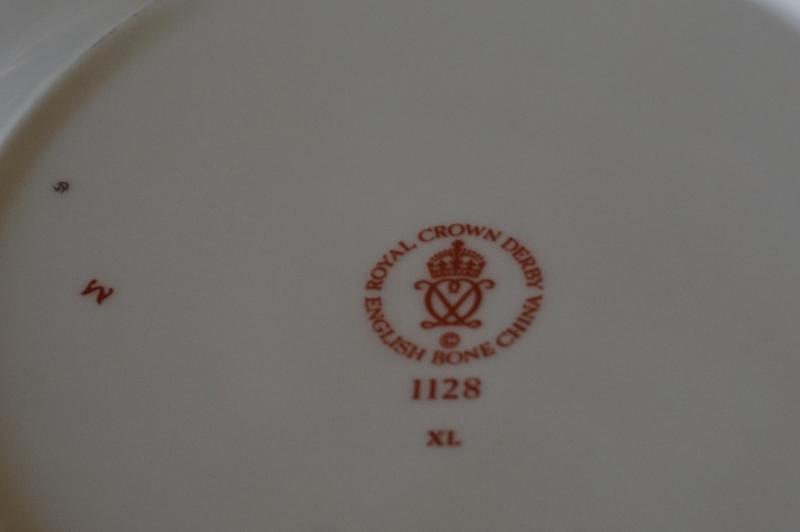 ROYAL CROWN DERBY
ENGLISH BONE CHINA
©
1128
XL
M